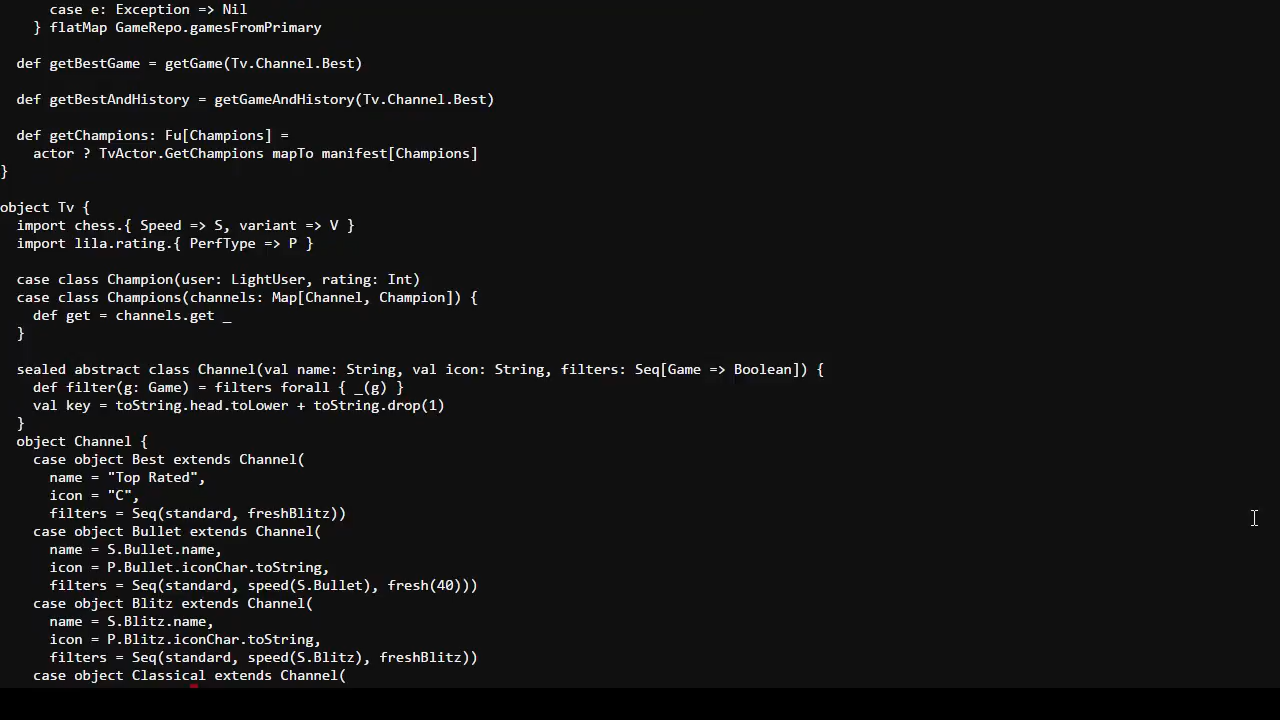 case e: Exception => Nil
} flatMap GameRepo.gamesFromPrimary
def getBestGame = getGame(Tv.Channel.Best)
def getBestAndHistory = getGameAndHistory(Tv.Channel.Best)
def getChampions: Fu[Champions] =
actor ? TvActor.GetChampions mapTo manifest[Champions]
}
object Tv {
import chess.{ Speed => S, variant => V }
import lila.rating.{ PerfType => P }
case class Champion(user: LightUser, rating: Int)
case class Champions(channels: Map[Channel, Champion]) {
def get = channels.get _
}
sealed abstract class Channel(val name: String, val icon: String, filters: Seq[Game => Boolean]) {
def filter(g: Game) = filters forall { _(g) }
val key = toString.head.toLower + toString.drop(1)
}
object Channel {
case object Best extends Channel(
name = "Top Rated",
icon = "C",
filters = Seq(standard, freshBlitz))
case object Bullet extends Channel(
name = S.Bullet.name,
icon = P.Bullet.iconChar.toString,
filters = Seq(standard, speed(S.Bullet), fresh(40)))
case object Blitz extends Channel(
name = S.Blitz.name,
icon = P.Blitz.iconChar.toString,
filters = Seq(standard, speed(S.Blitz), freshBlitz))
case object Classical extends Channel(